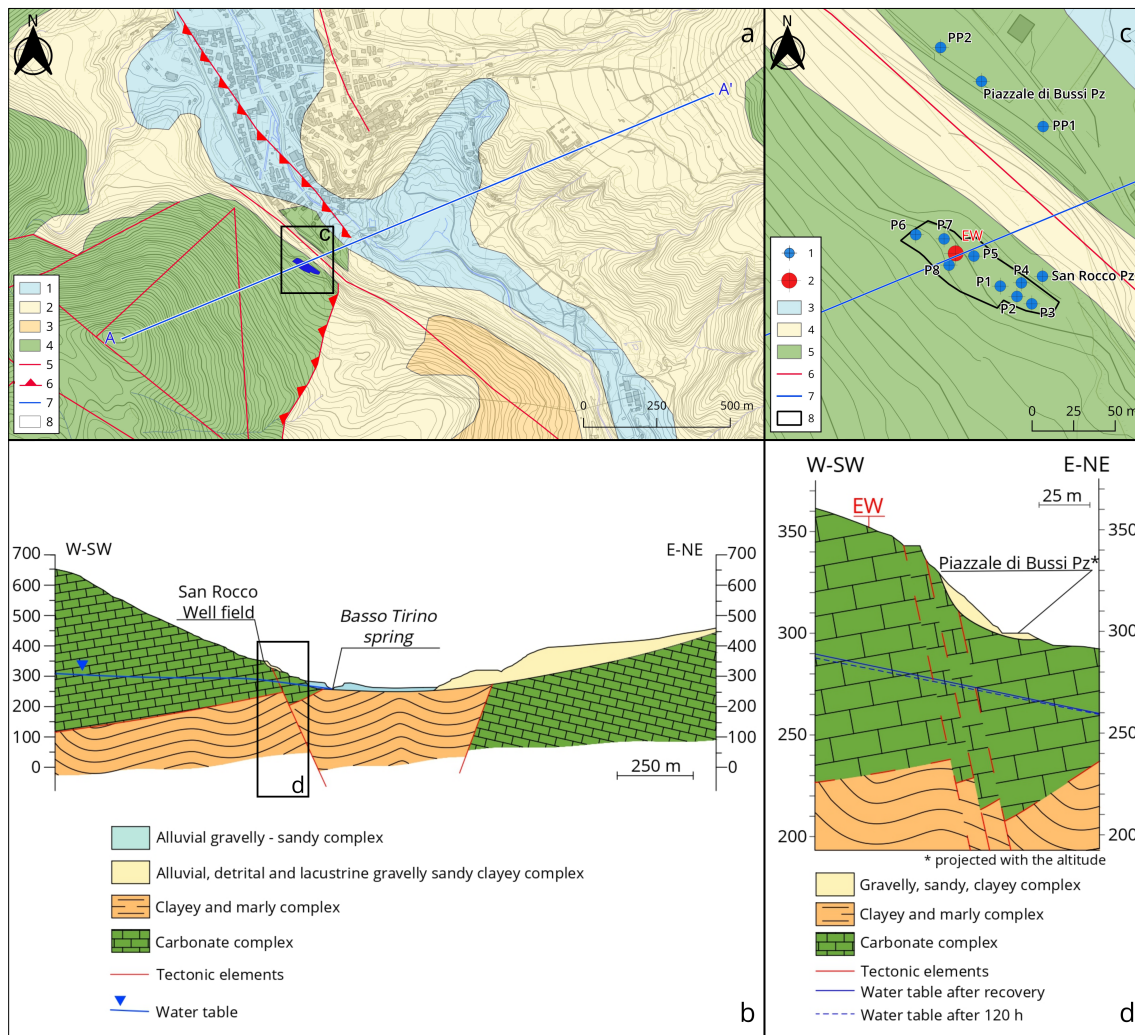 N
a
A'
c
A
1
2
3
4
5
6
7
8
0 250 500 m
N
c
PP2
Piazzale di Bussi Pz
PP1
P6
P7
EW
P5
P8
P4
San Rocco Pz
P1
P2
P3
1
2
3
4
5
6
7
8
0 25 50 m
W-SW
E-NE
700
600
500
400
300
200
100
0
San Rocco
Well field
Basso Tirino
spring
700
600
500
400
300
200
100
0
250 m
d
Alluvial gravelly - sandy complex
Alluvial, detrital and lacustrine gravelly sandy clayey complex
Clayey and marly complex
Carbonate complex
Tectonic elements
Water table
b
W-SW
E-NE
25 m
EW
Piazzale di Bussi Pz*
350
300
250
200
350
300
250
200
* projected with the altitude
Gravelly, sandy, clayey complex
Clayey and marly complex
Carbonate complex
Tectonic elements
Water table after recovery
Water table after 120 h
d